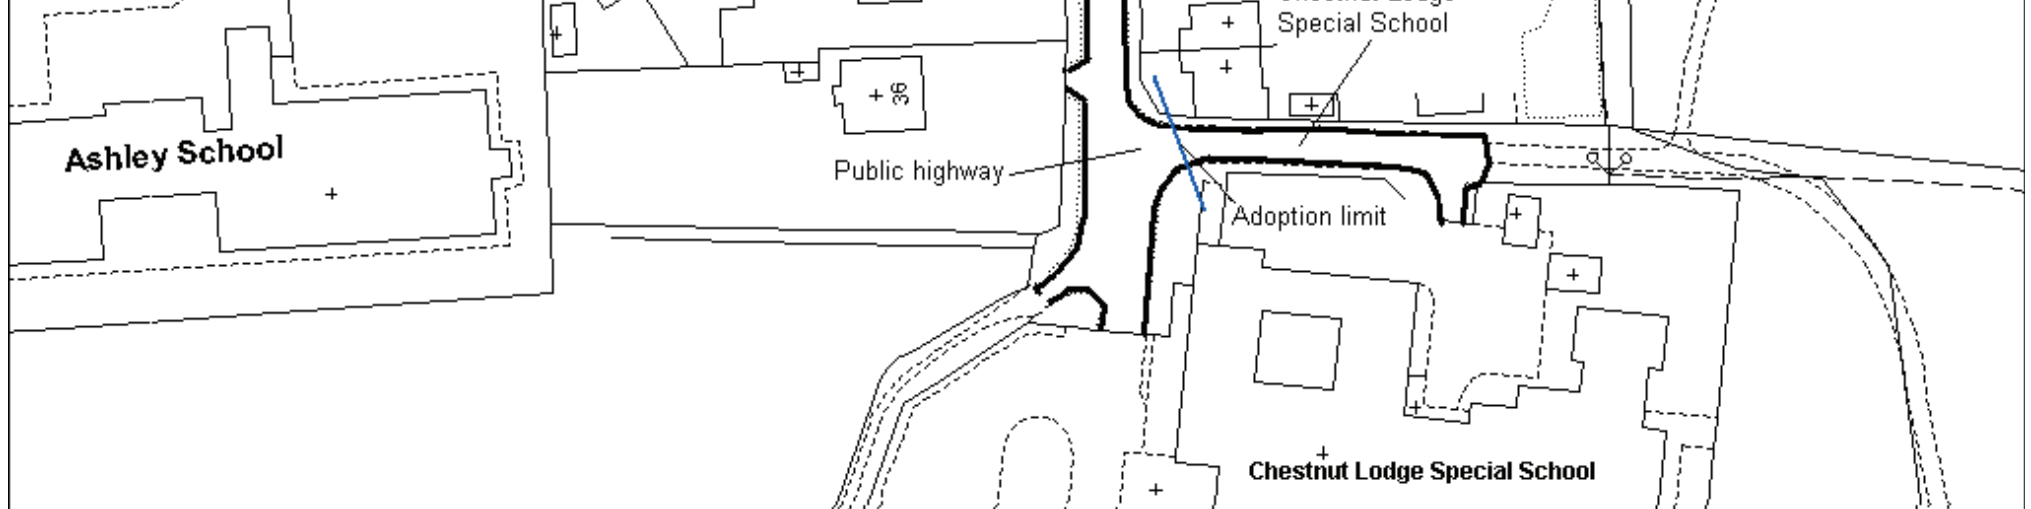 Special School
36
Ashley School
Public highway
Adoption limit
Chestnut Lodge Special School